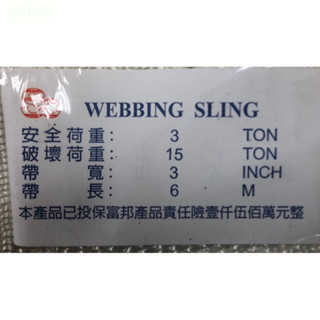 WEBBING SLING
安全荷重: 3 TON
破壞荷重: 15 TON
帶寬: 3 INCH
帶長: 6 M
本產品已投保富邦產品責任險壹仟伍佰萬元整